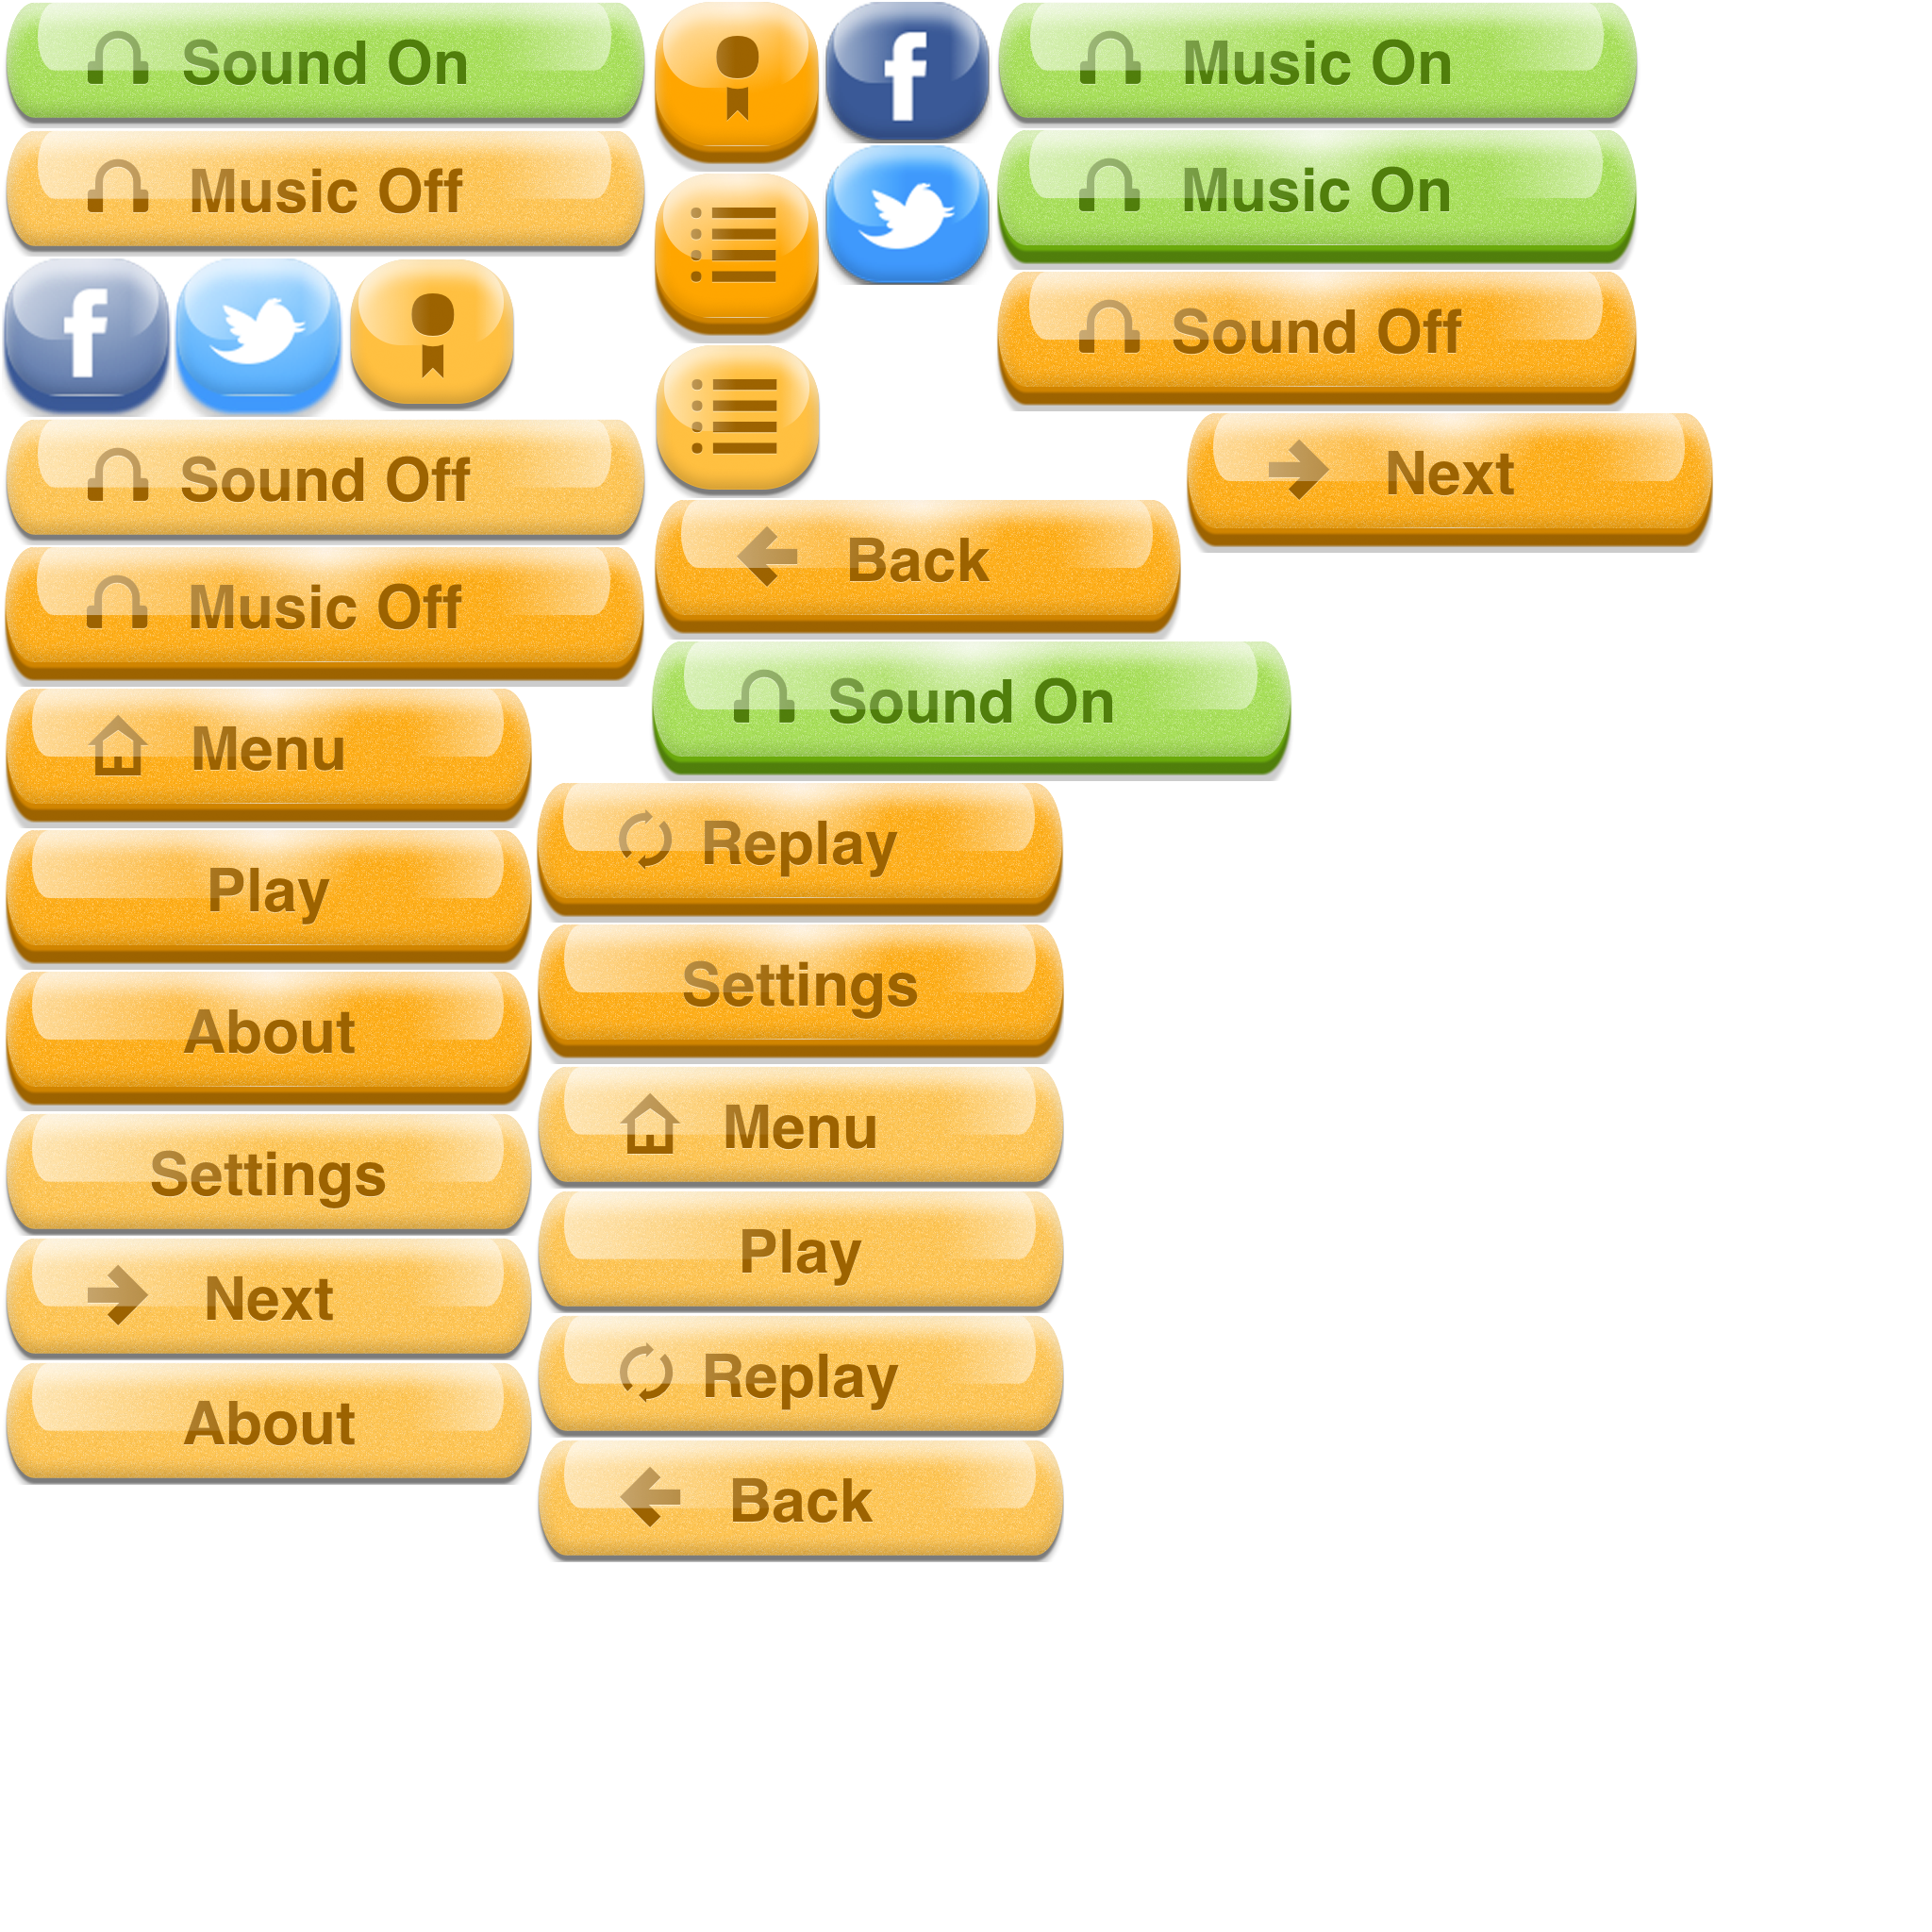 Sound On
Music On
Music Off
Music On
Sound Off
Sound Off
Next
Back
Music Off
Sound On
Menu
Replay
Play
Settings
About
Menu
Settings
Play
Next
Replay
About
Back